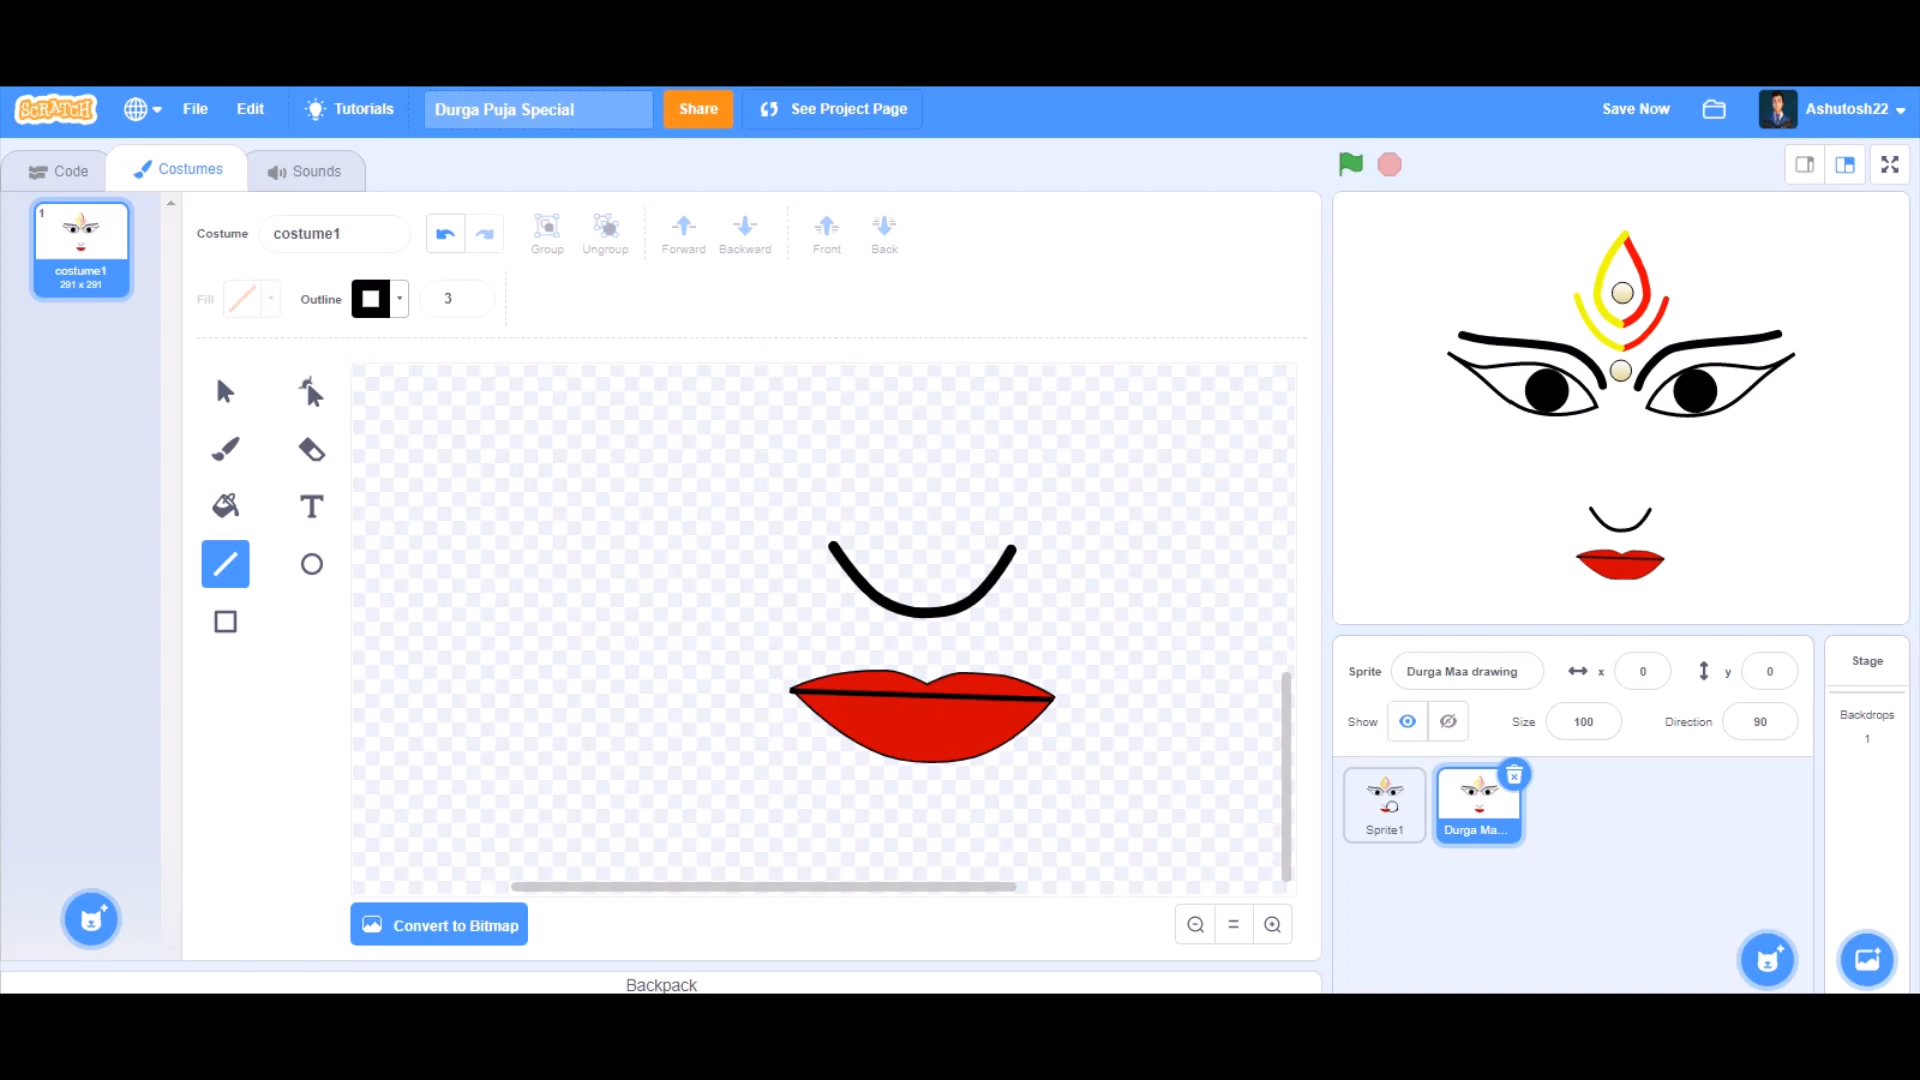 SCRATCH File Edit Tutorials Durga Puja Special Share See Project Page Save Now Ashutosh22
Code Costumes Sounds
1
costume1
291 x 291
Costume costume1 Group Ungroup Forward Backward Front Back
Fill Outline 3
Convert to Bitmap
Backpack
Sprite Durga Maa drawing x 0 y 0
Show Size 100 Direction 90
Sprite1 Durga Ma...
Stage
Backdrops
1